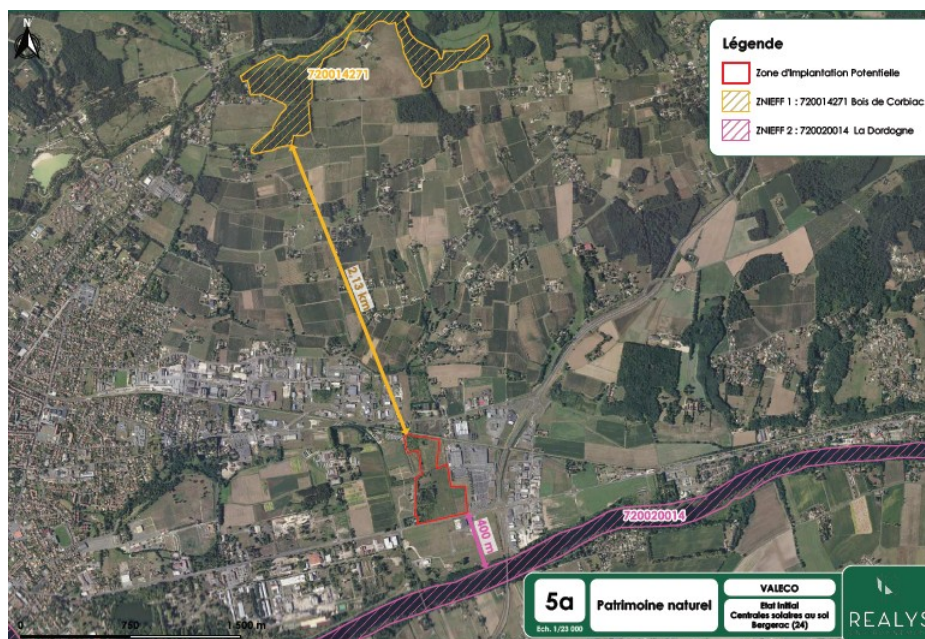 N
Légende
Zone d'Implantation Potentielle
ZNIEFF 1 : 720014271 Bois de Corbiac
ZNIEFF 2 : 720020014 La Dordogne
720014271
2.13 km
400 m
720020014
0 750 1 500 m
5a
Ech. 1/23 000
Patrimoine naturel
VALECO
Etat initial
Centrales solaires au sol
Bergerac (24)
REALYS